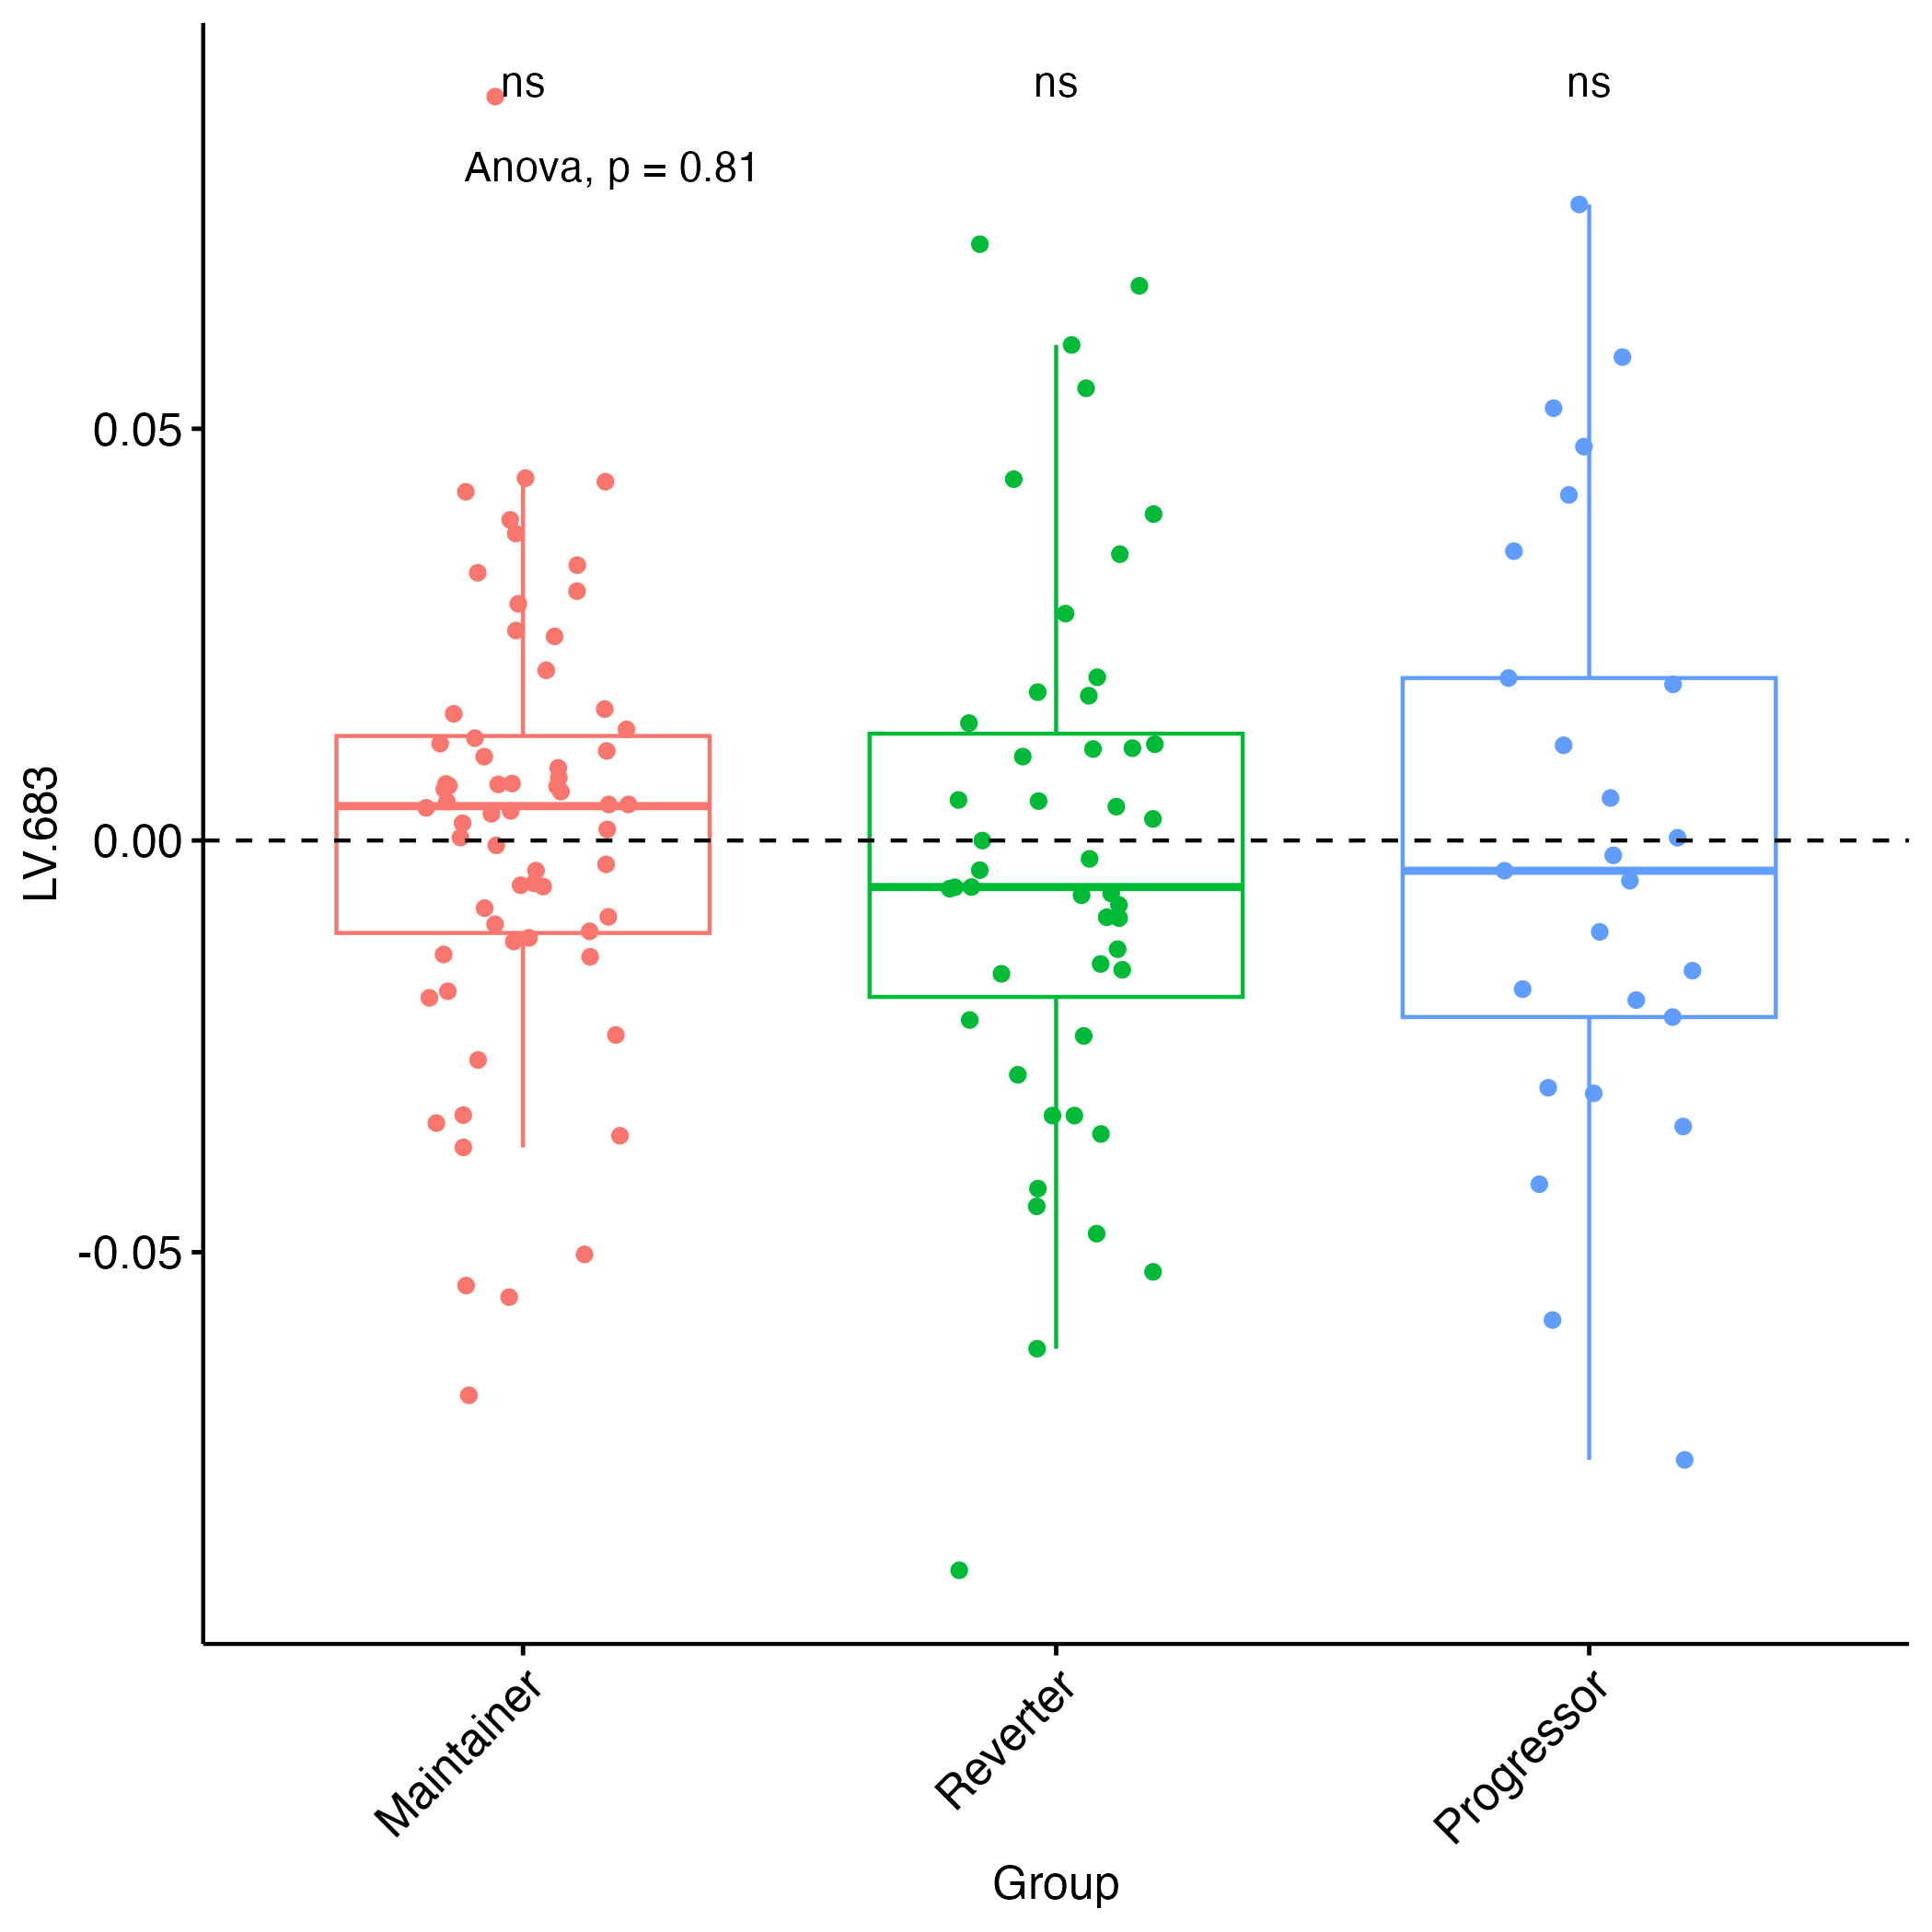 ns ns ns
Anova, p = 0.81
LV.683
0.05
0.00
-0.05
Maintainer Reverter Progressor
Group